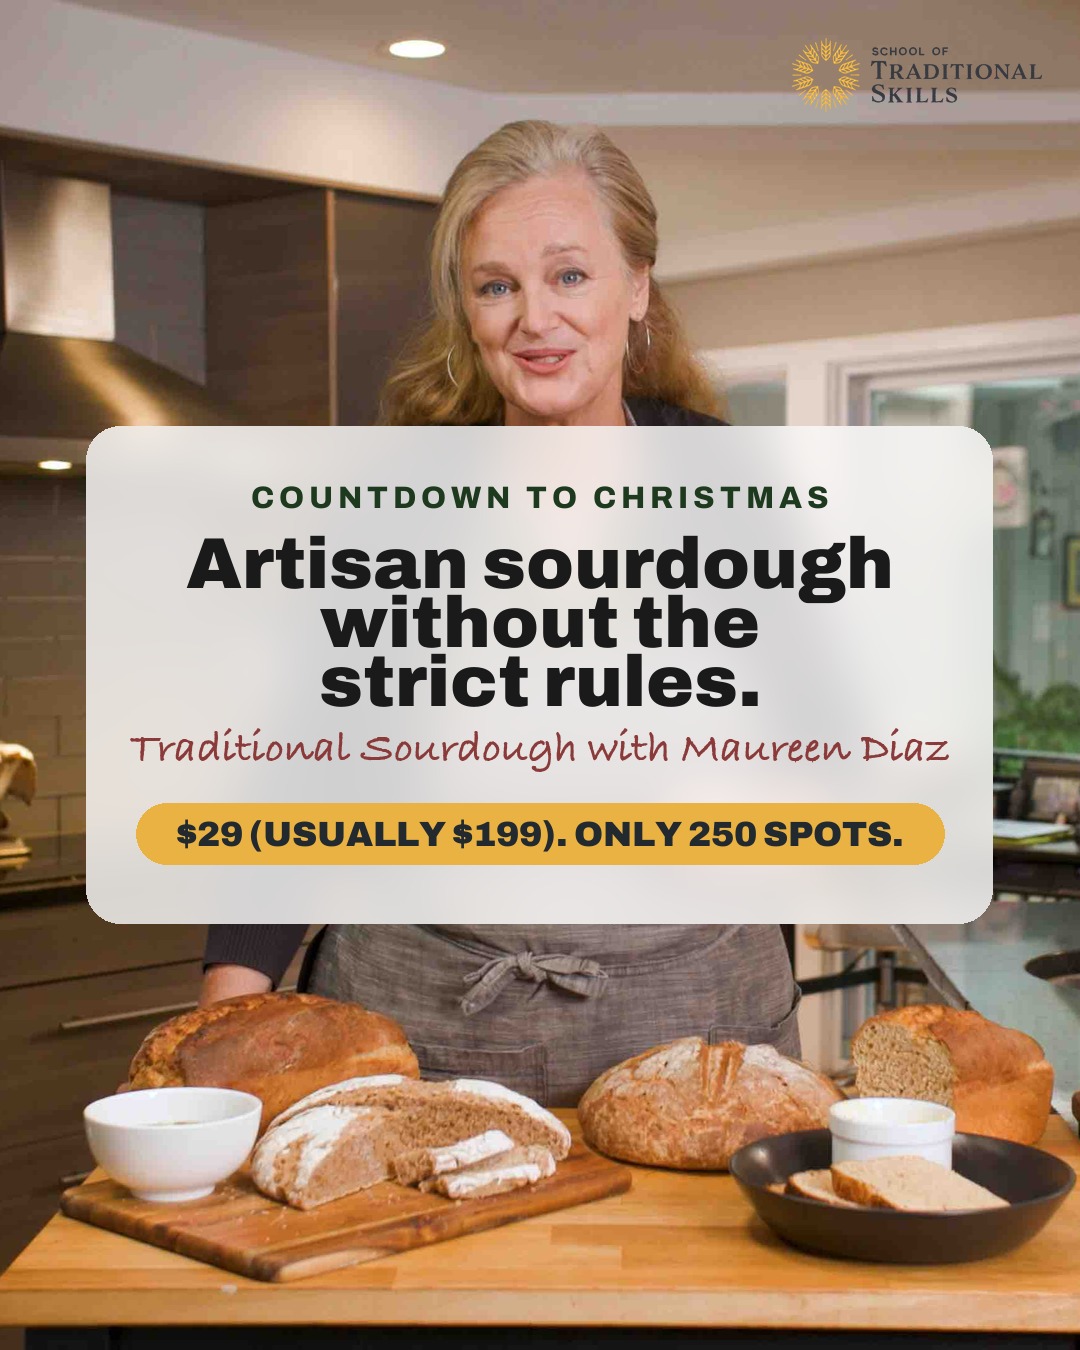 SCHOOL OF
TRADITIONAL
SKILLS
COUNTDOWN TO CHRISTMAS
Artisan sourdough
without the
strict rules.
Traditional Sourdough with Maureen Diaz
$29 (USUALLY $199). ONLY 250 SPOTS.